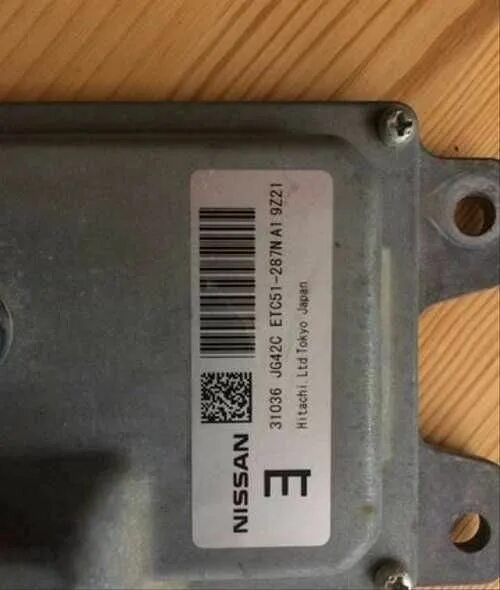 NISSAN
E
31036 JG42C ETC51-287N A1 9Z21
Hitachi.Ltd Tokyo Japan